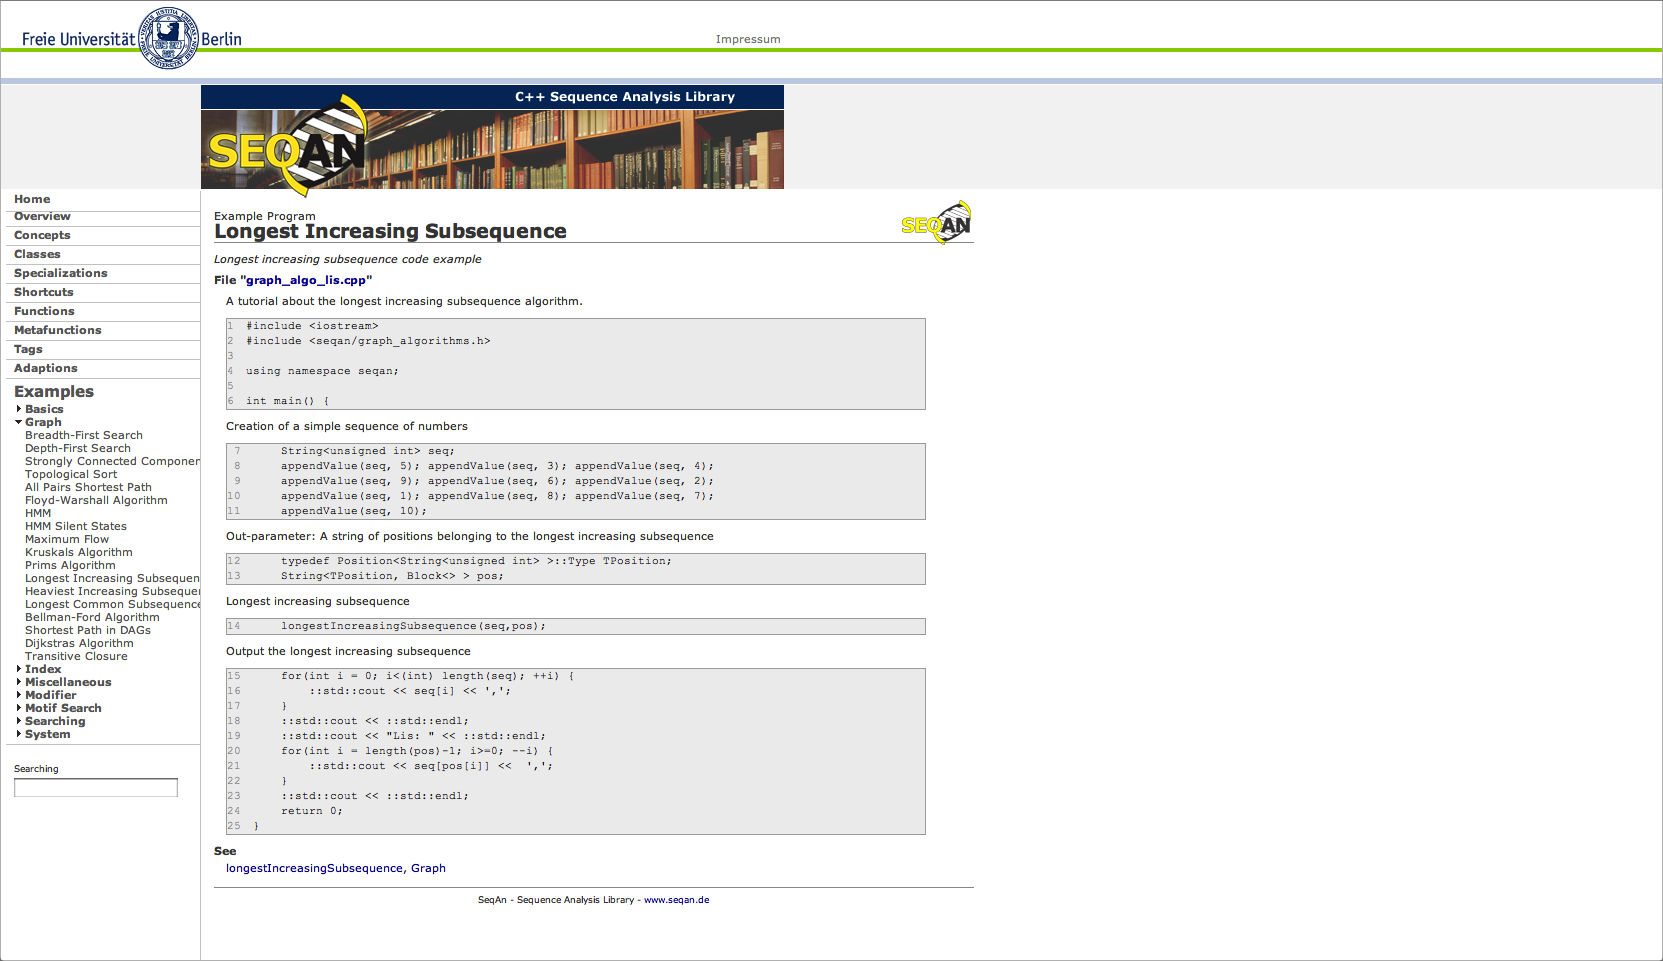 Freie Universität Berlin
Impressum
C++ Sequence Analysis Library
SEQAN
Home
Overview
Concepts
Classes
Specializations
Shortcuts
Functions
Metafunctions
Tags
Adaptions
Examples
Basics
Graph
Breadth-First Search
Depth-First Search
Strongly Connected Componen
Topological Sort
All Pairs Shortest Path
Floyd-Warshall Algorithm
HMM
HMM Silent States
Maximum Flow
Kruskals Algorithm
Prims Algorithm
Longest Increasing Subsequen
Heaviest Increasing Subseque
Longest Common Subsequence
Bellman-Ford Algorithm
Shortest Path in DAGs
Dijkstras Algorithm
Transitive Closure
Index
Miscellaneous
Modifier
Motif Search
Searching
System
Searching
Example Program
Longest Increasing Subsequence
SEQAN
Longest increasing subsequence code example
File "graph_algo_lis.cpp"
A tutorial about the longest increasing subsequence algorithm.
1 #include <iostream>
2 #include <seqan/graph_algorithms.h>
3
4 using namespace seqan;
5
6 int main() {
Creation of a simple sequence of numbers
7 String<unsigned int> seq;
8 appendValue(seq, 5); appendValue(seq, 3); appendValue(seq, 4);
9 appendValue(seq, 9); appendValue(seq, 6); appendValue(seq, 2);
10 appendValue(seq, 1); appendValue(seq, 8); appendValue(seq, 7);
11 appendValue(seq, 10);
Out-parameter: A string of positions belonging to the longest increasing subsequence
12 typedef Position<String<unsigned int> >::Type TPosition;
13 String<TPosition, Block<> > pos;
Longest increasing subsequence
14 longestIncreasingSubsequence(seq,pos);
Output the longest increasing subsequence
15 for(int i = 0; i<(int) length(seq); ++i) {
16 ::std::cout << seq[i] << ',';
17 }
18 ::std::cout << ::std::endl;
19 ::std::cout << "Lis: " << ::std::endl;
20 for(int i = length(pos)-1; i>=0; --i) {
21 ::std::cout << seq[pos[i]] <<  ',';
22 }
23 ::std::cout << ::std::endl;
24 return 0;
25 }
See
longestIncreasingSubsequence, Graph
SeqAn - Sequence Analysis Library - www.seqan.de